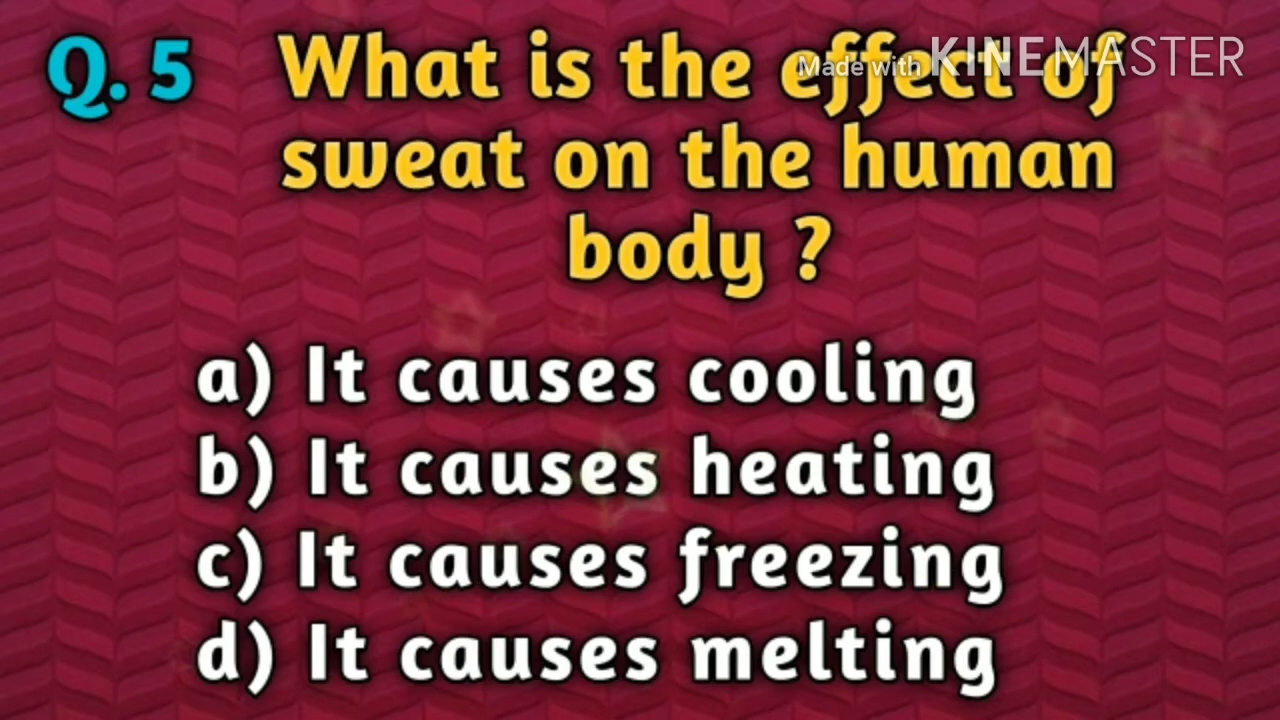 Q. 5 What is the effect of
Made with KINEMASTER
sweat on the human
body ?
a) It causes cooling
b) It causes heating
c) It causes freezing
d) It causes melting